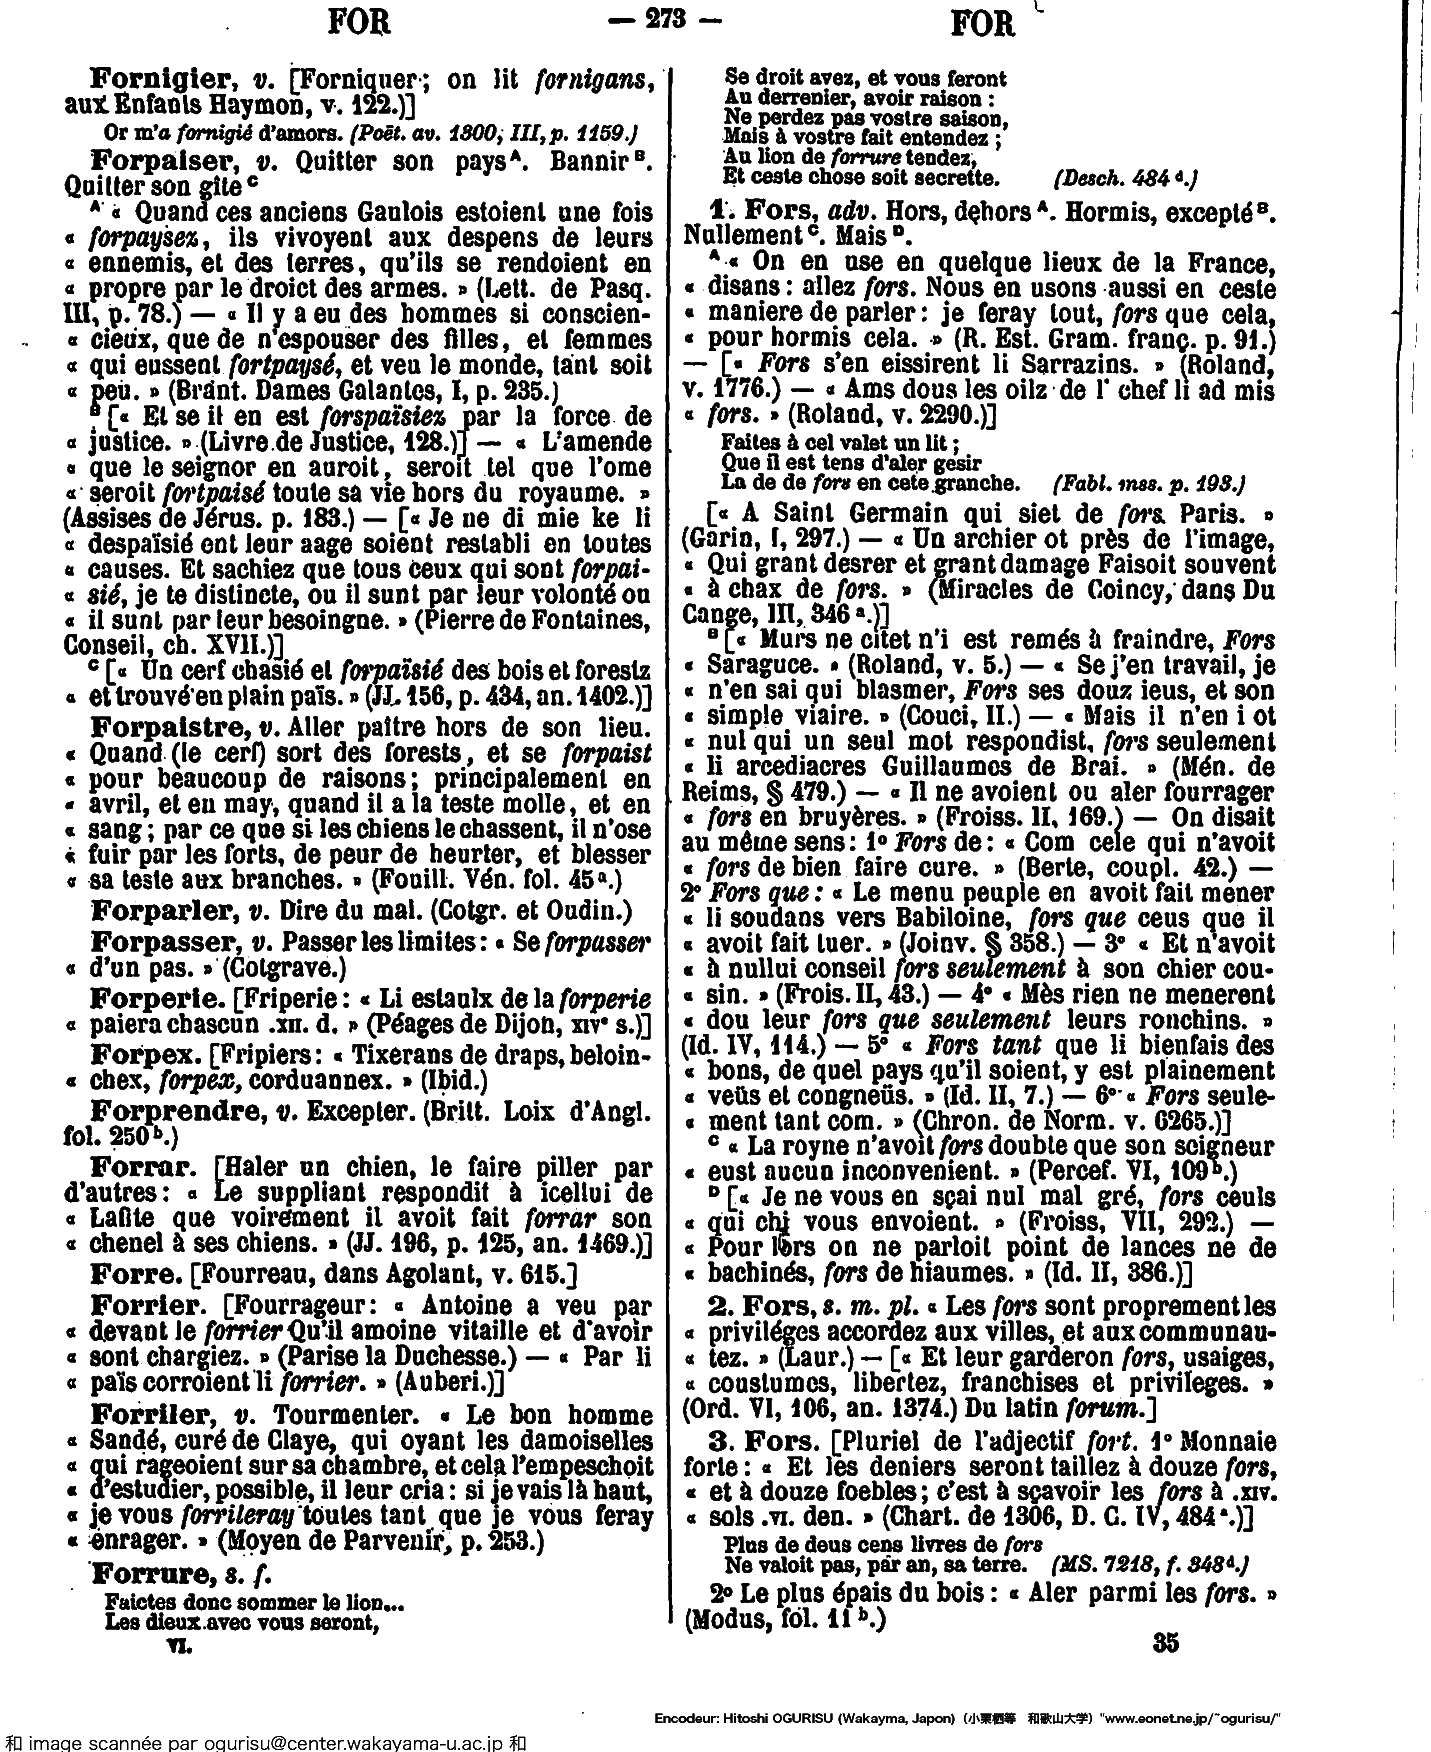 FOR — 273 — FOR
Fornigier, v. [Forniquer ; on lit fornigans,
aux Enfants Haymon, v. 122.)]
Or m'a fornigié d'amors. (Poët. av. 1300; III, p. 1159.)
Forpaiser, v. Quitter son pays ᴬ. Bannir ᴮ.
Quitter son gîte ᶜ
ᴬ « Quand ces anciens Gaulois estoient une fois
« forpaysez, ils vivoyent aux despens de leurs
« ennemis, et des terres, qu'ils se rendoient en
« propre par le droict des armes. » (Lett. de Pasq.
III, p. 78.) — « Il y a eu des hommes si conscien-
« cieux, que de n'espouser des filles, et femmes
« qui eussent fortpaysé, et veu le monde, tant soit
« peu. » (Brant. Dames Galantes, I, p. 235.)
ᴮ [« Et se il en est forspaïsiez par la force de
« justice. » (Livre de Justice, 128.)] — « L'amende
« que le seignor en auroit, seroit tel que l'ome
« seroit fortpaisé toute sa vie hors du royaume. »
(Assises de Jérus. p. 183.) — [« Je ne di mie ke li
« despaïsié ont leur aage soient restabli en toutes
« causes. Et sachiez que tous ceux qui sont forpai-
« sié, je te distincte, ou il sunt par leur volonté ou
« il sunt par leur besoingne. » (Pierre de Fontaines,
Conseil, ch. XVII.)]
ᶜ [« Un cerf chasié et forpaïsié des bois et forestz
« et trouvé en plain païs. » (JJ. 156, p. 434, an. 1402.)]
Forpaistre, v. Aller paître hors de son lieu.
« Quand (le cerf) sort des forests, et se forpaist
« pour beaucoup de raisons ; principalement en
« avril, et en may, quand il a la teste molle, et en
« sang ; par ce que si les chiens le chassent, il n'ose
« fuir par les forts, de peur de heurter, et blesser
« sa teste aux branches. » (Fouill. Vén. fol. 45 ᵃ.)
Forparler, v. Dire du mal. (Cotgr. et Oudin.)
Forpasser, v. Passer les limites : « Se forpasser
« d'un pas. » (Cotgrave.)
Forperie. [Friperie : « Li estaulx de la forperie
« paiera chascun .xii. d. » (Péages de Dijon, xivᵉ s.)]
Forpex. [Fripiers : « Tixerans de draps, beloin-
« chex, forpex, corduannex. » (Ibid.)
Forprendre, v. Excepter. (Britt. Loix d'Angl.
fol. 250 ᵇ.)
Forrar. [Haler un chien, le faire piller par
d'autres : « Le suppliant respondit à icellui de
« Lafite que voirement il avoit fait forrar son
« chenel à ses chiens. » (JJ. 196, p. 125, an. 1469.)]
Forre. [Fourreau, dans Agolant, v. 615.]
Forrier. [Fourrageur : « Antoine a veu par
« devant le forrier Qu'il amoine vitaille et d'avoir
« sont chargiez. » (Parise la Duchesse.) — « Par li
« païs corroient li forrier. » (Auberi.)]
Forriler, v. Tourmenter. « Le bon homme
« Sandé, curé de Claye, qui oyant les damoiselles
« qui rageoient sur sa chambre, et cela l'empeschoit
« d'estudier, possible, il leur cria : si je vais là haut,
« je vous forrileray toutes tant que je vous feray
« enrager. » (Moyen de Parvenir, p. 253.)
Forrure, s. f.
Faictes donc sommer le lion...
Les dieux avec vous seront,
VI.
Se droit avez, et vous feront
Au derrenier, avoir raison :
Ne perdez pas vostre saison,
Mais à vostre fait entendez ;
Au lion de forrure tendez,
Et ceste chose soit secrette. (Desch. 484 ᵈ.)
1. Fors, adv. Hors, dehors ᴬ. Hormis, excepté ᴮ.
Nullement ᶜ. Mais ᴰ.
ᴬ « On en use en quelque lieux de la France,
« disans : allez fors. Nous en usons aussi en ceste
« maniere de parler : je feray tout, fors que cela,
« pour hormis cela. » (R. Est. Gram. franç. p. 91.)
— [« Fors s'en eissirent li Sarrazins. » (Roland,
v. 1776.) — « Ams dous les oilz de l' chef li ad mis
« fors. » (Roland, v. 2290.)]
Faites à cel valet un lit ;
Que il est tens d'aler gesir
La de de fors en cete granche. (Fabl. mss. p. 193.)
[« A Saint Germain qui siet de fors Paris. »
(Garin, I, 297.) — « Un archier ot près de l'image,
« Qui grant desrer et grant damage Faisoit souvent
« à chax de fors. » (Miracles de Coincy, dans Du
Cange, III, 346 ᵃ.)]
ᴮ [« Murs ne citet n'i est remés à fraindre, Fors
« Saraguce. » (Roland, v. 5.) — « Se j'en travail, je
« n'en sai qui blasmer, Fors ses douz ieus, et son
« simple viaire. » (Couci, II.) — « Mais il n'en i ot
« nul qui un seul mot respondist, fors seulement
« li arcediacres Guillaumes de Brai. » (Mén. de
Reims, § 479.) — « Il ne avoient ou aler fourrager
« fors en bruyères. » (Froiss. II, 169.) — On disait
au même sens : 1º Fors de : « Com cele qui n'avoit
« fors de bien faire cure. » (Berte, coupl. 42.) —
2º Fors que : « Le menu peuple en avoit fait mener
« li soudans vers Babiloine, fors que ceus que il
« avoit fait tuer. » (Joinv. § 358.) — 3º « Et n'avoit
« à nullui conseil fors seulement à son chier cou-
« sin. » (Frois. II, 43.) — 4º « Mès rien ne menerent
« dou leur fors que seulement leurs ronchins. »
(Id. IV, 114.) — 5º « Fors tant que li bienfais des
« bons, de quel pays qu'il soient, y est plainement
« veüs et congneüs. » (Id. II, 7.) — 6º « Fors seule-
« ment tant com. » (Chron. de Norm. v. 6265.)]
ᶜ « La royne n'avoit fors doubte que son seigneur
« eust aucun inconvenient. » (Percef. VI, 109 ᵇ.)
ᴰ [« Je ne vous en sçai nul mal gré, fors ceuls
« qui chi vous envoient. » (Froiss, VII, 292.) —
« Pour lors on ne parloit point de lances ne de
« bachinés, fors de hiaumes. » (Id. II, 386.)]
2. Fors, s. m. pl. « Les fors sont proprement les
« priviléges accordez aux villes, et aux communau-
« tez. » (Laur.) — [« Et leur garderon fors, usaiges,
« coustumes, libertez, franchises et privileges. »
(Ord. VI, 106, an. 1374.) Du latin forum.]
3. Fors. [Pluriel de l'adjectif fort. 1º Monnaie
forte : « Et les deniers seront taillez à douze fors,
« et à douze foebles ; c'est à sçavoir les fors à .xiv.
« sols .vi. den. » (Chart. de 1306, D. C. IV, 484 ᵃ.)]
Plus de deus cens livres de fors
Ne valoit pas, par an, sa terre. (MS. 7218, f. 348 ᵈ.)
2º Le plus épais du bois : « Aler parmi les fors. »
(Modus, fol. 11 ᵇ.)
35
Encodeur: Hitoshi OGURISU (Wakayma, Japon) (小栗栖等 和歌山大学) "www.eonet.ne.jp/~ogurisu/"
和 image scannée par ogurisu@center.wakayama-u.ac.jp 和